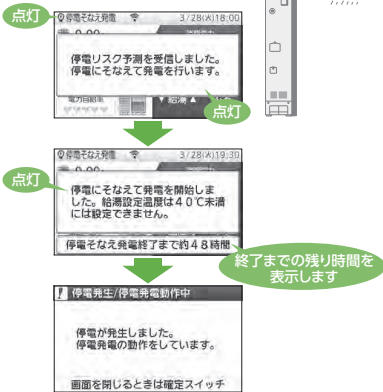 点灯
停電そなえ発電
3/28(水)18:00
停電リスク予測を受信しました。
停電にそなえて発電を行います。
電力自給率
▼ 給湯 ▲
点灯
停電そなえ発電
3/28(水)19:30
点灯
停電にそなえて発電を開始しま
した。給湯設定温度は40℃未満
には設定できません。
停電そなえ発電終了まで約48時間
終了までの残り時間を
表示します
! 停電発生/停電発電動作中
停電が発生しました。
停電発電の動作をしています。
画面を閉じるときは確定スイッチ